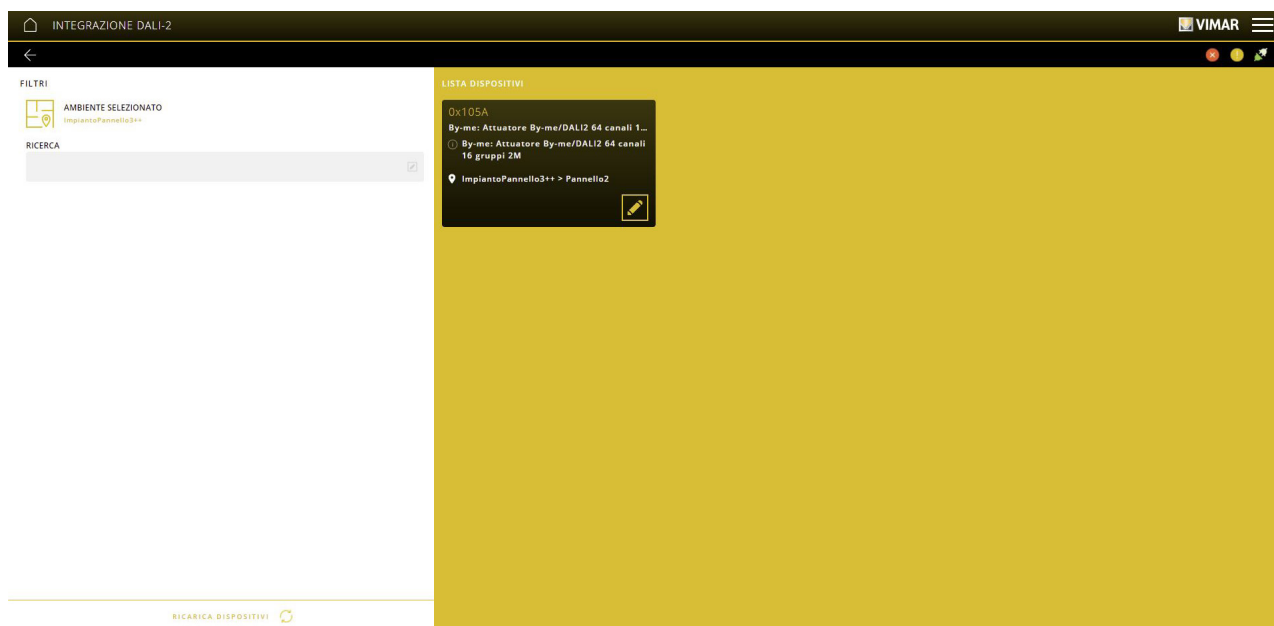 INTEGRAZIONE DALI-2
VIMAR
FILTRI
AMBIENTE SELEZIONATO
ImpiantoPannello3++
RICERCA
RICARICA DISPOSITIVI
LISTA DISPOSITIVI
0x105A
By-me: Attuatore By-me/DALI2 64 canali 1...
By-me: Attuatore By-me/DALI2 64 canali
16 gruppi 2M
ImpiantoPannello3++ > Pannello2